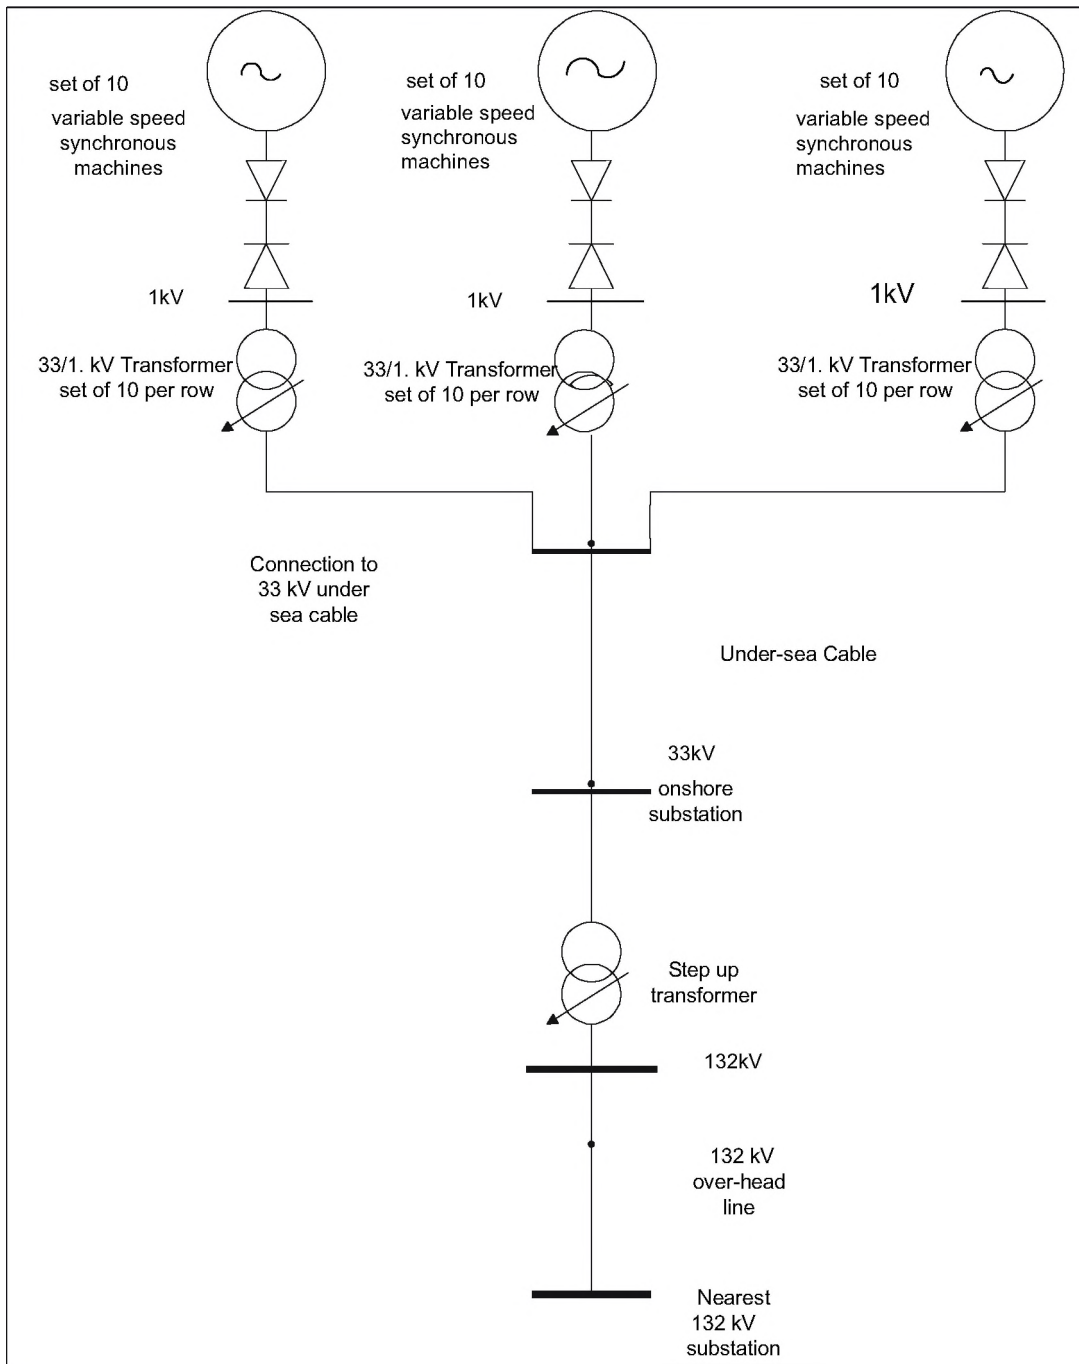 set of 10
variable speed
synchronous
machines
set of 10
variable speed
synchronous
machines
set of 10
variable speed
synchronous
machines
1kV
1kV
1kV
33/1. kV Transformer
set of 10 per row
33/1. kV Transformer
set of 10 per row
33/1. kV Transformer
set of 10 per row
Connection to
33 kV under
sea cable
Under-sea Cable
33kV
onshore
substation
Step up
transformer
132kV
132 kV
over-head
line
Nearest
132 kV
substation